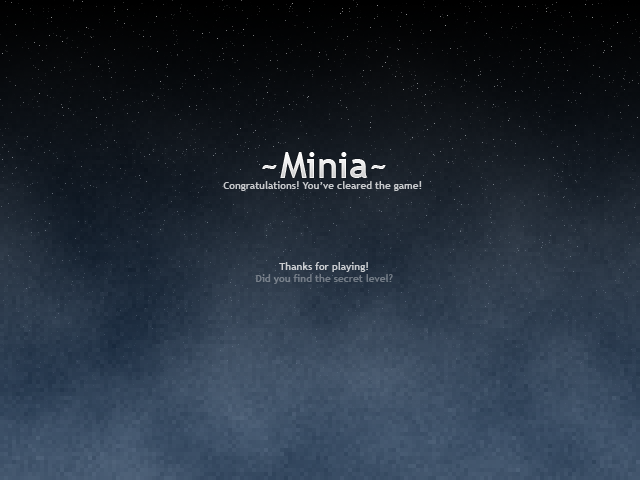 ~Minia~
Congratulations! You've cleared the game!
Thanks for playing!
Did you find the secret level?